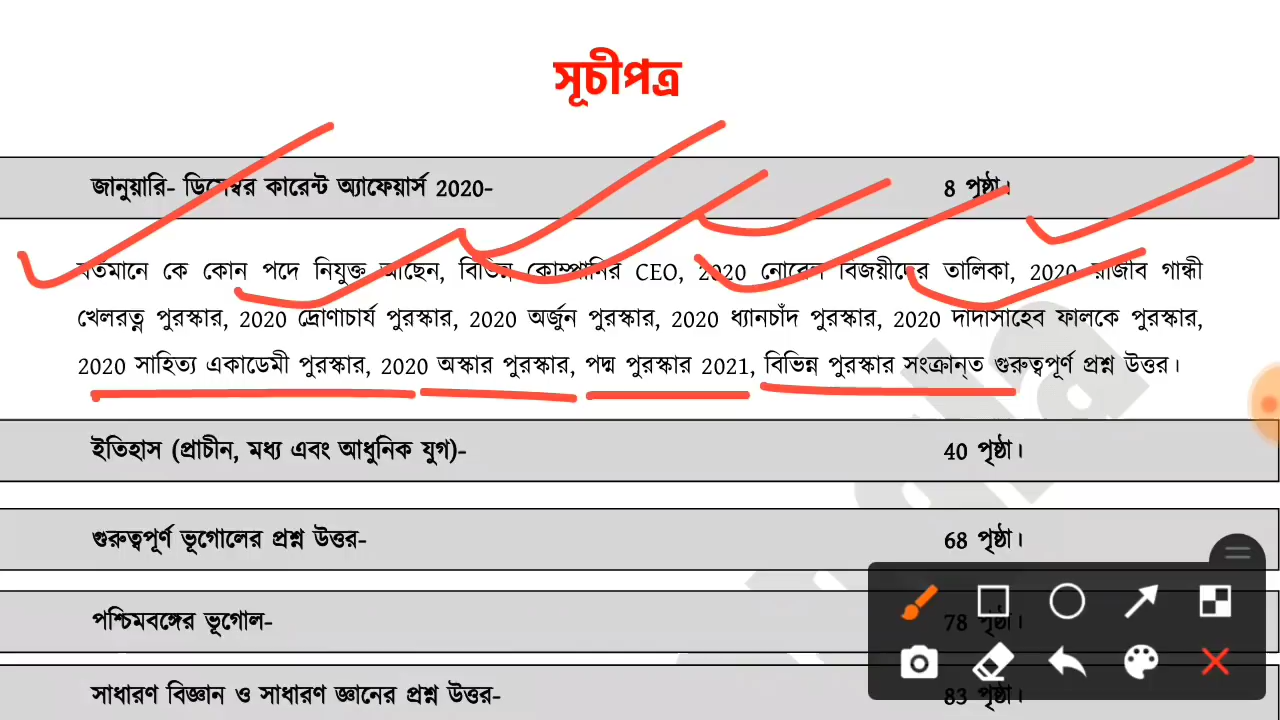 সূচীপত্র
জানুয়ারি- ডিসেম্বর কারেন্ট অ্যাফেয়ার্স 2020- 8 পৃষ্ঠা।
বর্তমানে কে কোন পদে নিযুক্ত আছেন, বিভিন্ন কোম্পানির CEO, 2020 নোবেল বিজয়ীদের তালিকা, 2020 রাজীব গান্ধী
খেলরত্ন পুরস্কার, 2020 দ্রোণাচার্য পুরস্কার, 2020 অর্জুন পুরস্কার, 2020 ধ্যানচাঁদ পুরস্কার, 2020 দাদাসাহেব ফালকে পুরস্কার,
2020 সাহিত্য একাডেমী পুরস্কার, 2020 অস্কার পুরস্কার, পদ্ম পুরস্কার 2021, বিভিন্ন পুরস্কার সংক্রান্ত গুরুত্বপূর্ণ প্রশ্ন উত্তর।
ইতিহাস (প্রাচীন, মধ্য এবং আধুনিক যুগ)- 40 পৃষ্ঠা।
গুরুত্বপূর্ণ ভূগোলের প্রশ্ন উত্তর- 68 পৃষ্ঠা।
পশ্চিমবঙ্গের ভূগোল- 78 পৃষ্ঠা।
সাধারণ বিজ্ঞান ও সাধারণ জ্ঞানের প্রশ্ন উত্তর- 83 পৃষ্ঠা।